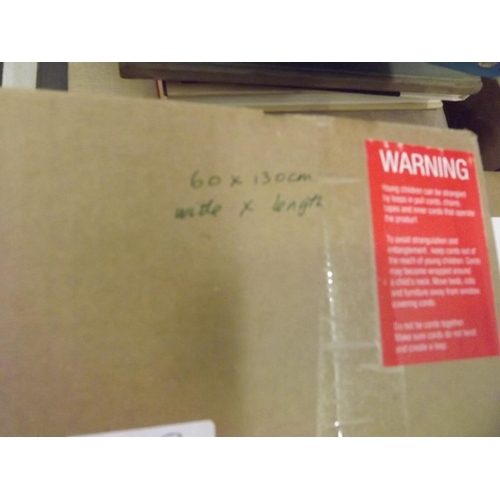 60 x 130cm
withe x length
WARNING
Young children can be strangled
by loops in pull cords, chains,
tapes and inner cords that operate
the product.
To avoid strangulation and
entanglement, keep cords out of
the reach of young children. Cords
may become wrapped around
a child's neck. Move beds, cots
and furniture away from window
covering cords.
Do not tie cords together.
Make sure cords do not twist
and create a loop.